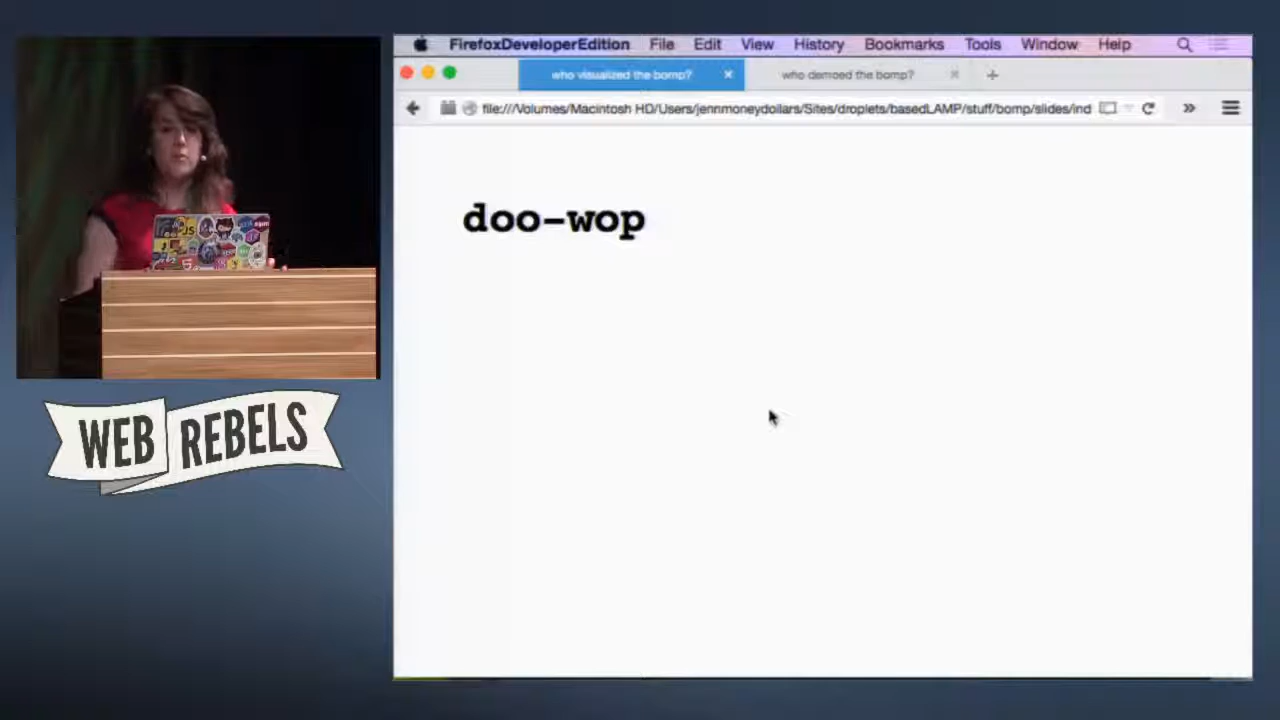 FirefoxDeveloperEdition File Edit View History Bookmarks Tools Window Help
who visualized the bomp? who demoed the bomp?
file:///Volumes/Macintosh HD/Users/jennmoneydollars/Sites/droplets/basedLAMP/stuff/bomp/slides/ind
doo-wop
JS
WEB REBELS